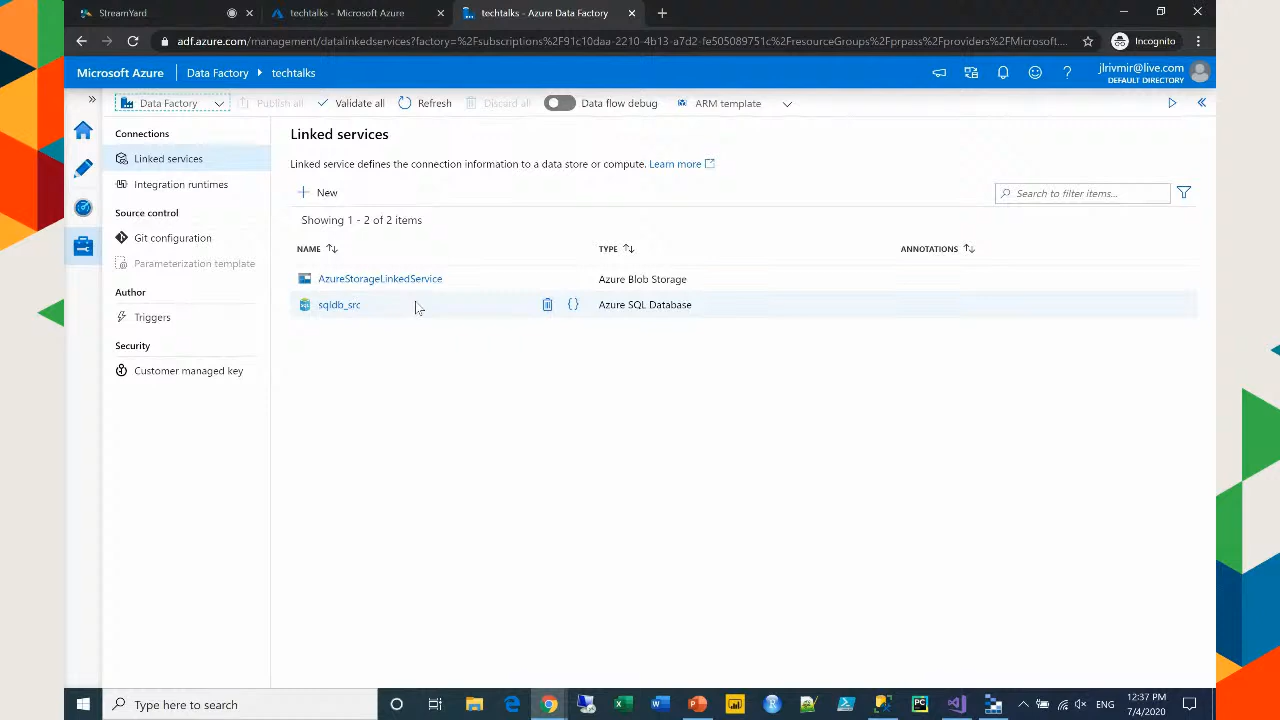 StreamYard
techtalks - Microsoft Azure
techtalks - Azure Data Factory
adf.azure.com/management/datalinkedservices?factory=%2Fsubscriptions%2F91c10daa-2210-4b13-a7d2-fe505089751c%2FresourceGroups%2Fprpass%2Fproviders%2FMicrosoft....
Incognito
Microsoft Azure
Data Factory
techtalks
jlrivmir@live.com
DEFAULT DIRECTORY
Data Factory
Publish all
Validate all
Refresh
Discard all
Data flow debug
ARM template
Connections
Linked services
Integration runtimes
Source control
Git configuration
Parameterization template
Author
Triggers
Security
Customer managed key
Linked services
Linked service defines the connection information to a data store or compute. Learn more
New
Search to filter items...
Showing 1 - 2 of 2 items
NAME TYPE ANNOTATIONS
AzureStorageLinkedService Azure Blob Storage
sqldb_src {} Azure SQL Database
Type here to search
ENG
12:37 PM
7/4/2020